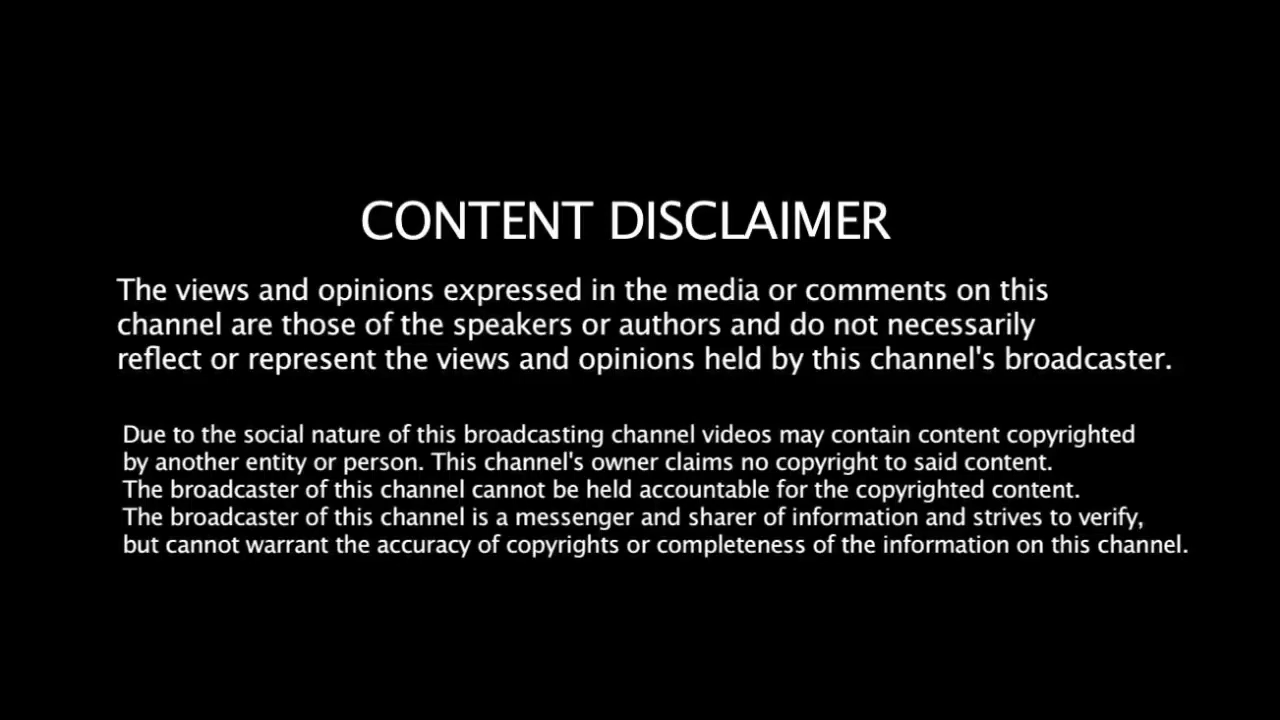 CONTENT DISCLAIMER
The views and opinions expressed in the media or comments on this
channel are those of the speakers or authors and do not necessarily
reflect or represent the views and opinions held by this channel's broadcaster.
Due to the social nature of this broadcasting channel videos may contain content copyrighted
by another entity or person. This channel's owner claims no copyright to said content.
The broadcaster of this channel cannot be held accountable for the copyrighted content.
The broadcaster of this channel is a messenger and sharer of information and strives to verify,
but cannot warrant the accuracy of copyrights or completeness of the information on this channel.